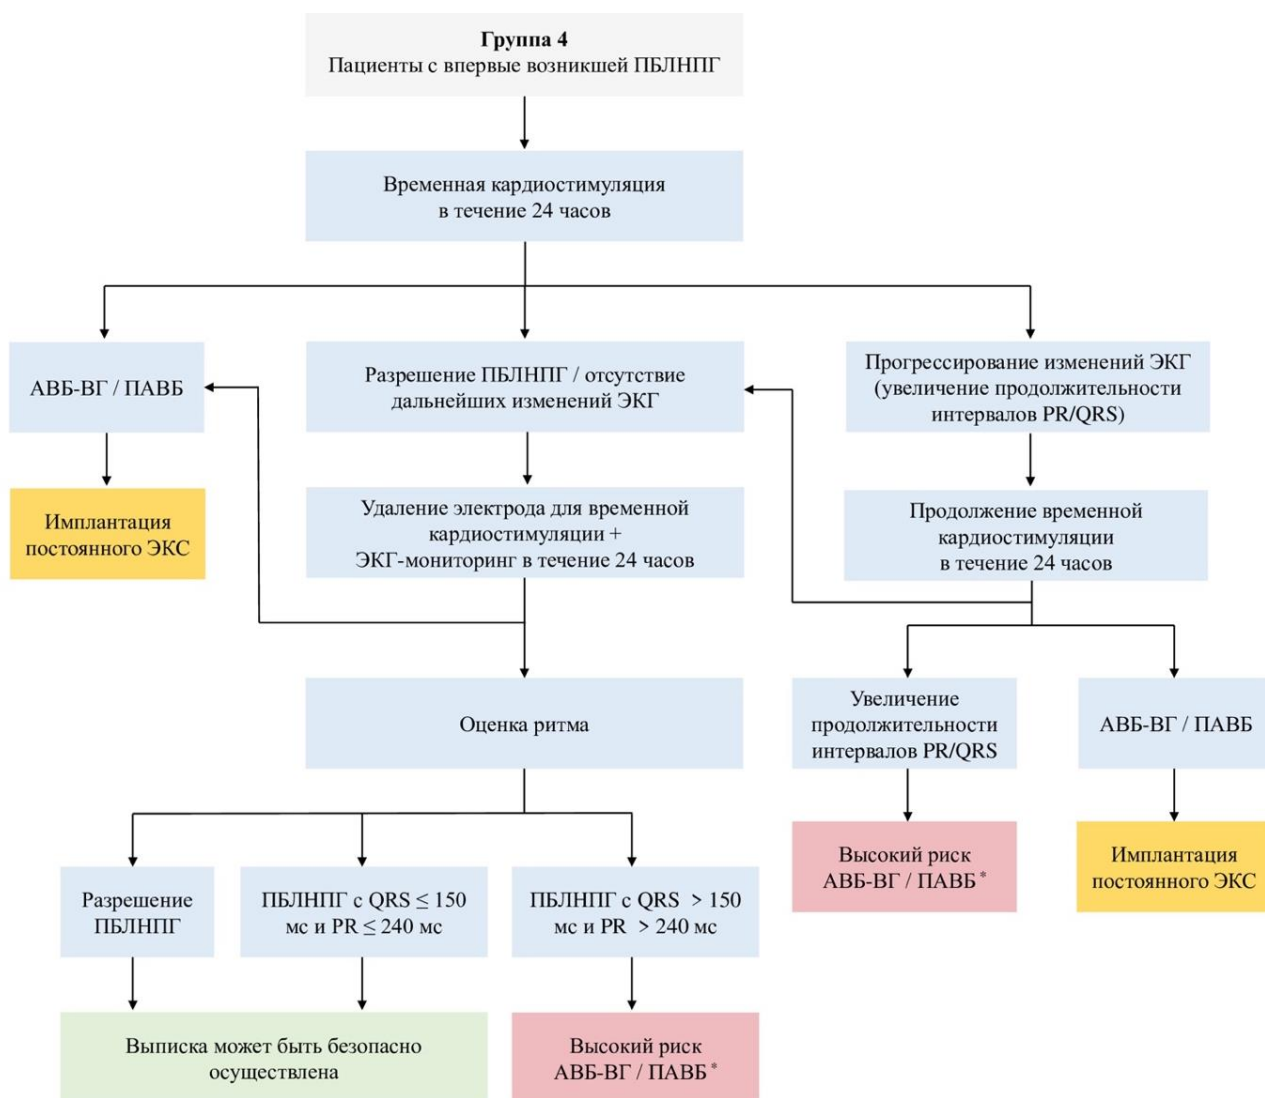 Группа 4
Пациенты с впервые возникшей ПБЛНПГ
Временная кардиостимуляция
в течение 24 часов
АВБ-ВГ / ПАВБ
Разрешение ПБЛНПГ / отсутствие
дальнейших изменений ЭКГ
Прогрессирование изменений ЭКГ
(увеличение продолжительности
интервалов PR/QRS)
Имплантация
постоянного ЭКС
Удаление электрода для временной
кардиостимуляции +
ЭКГ-мониторинг в течение 24 часов
Продолжение временной
кардиостимуляции
в течение 24 часов
Оценка ритма
Увеличение
продолжительности
интервалов PR/QRS
АВБ-ВГ / ПАВБ
Высокий риск
АВБ-ВГ / ПАВБ *
Имплантация
постоянного ЭКС
Разрешение
ПБЛНПГ
ПБЛНПГ с QRS ≤ 150
мс и PR ≤ 240 мс
ПБЛНПГ с QRS > 150
мс и PR > 240 мс
Выписка может быть безопасно
осуществлена
Высокий риск
АВБ-ВГ / ПАВБ *